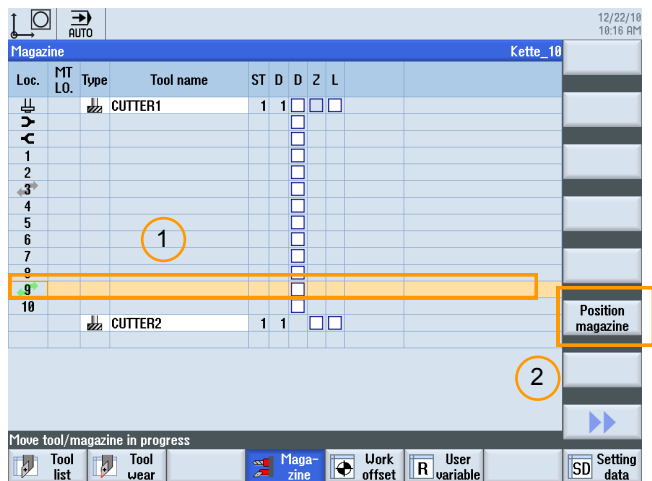 12/22/10
10:16 AM
AUTO
Magazine Kette_10
Loc. MT LO. Type Tool name ST D D Z L
CUTTER1 1 1
1
2
3
4
5
6
7
8
9
10
CUTTER2 1 1
1
2
Position
magazine
Move tool/magazine in progress
Tool list
Tool wear
Maga-
zine
Work
offset
R User
variable
SD Setting
data